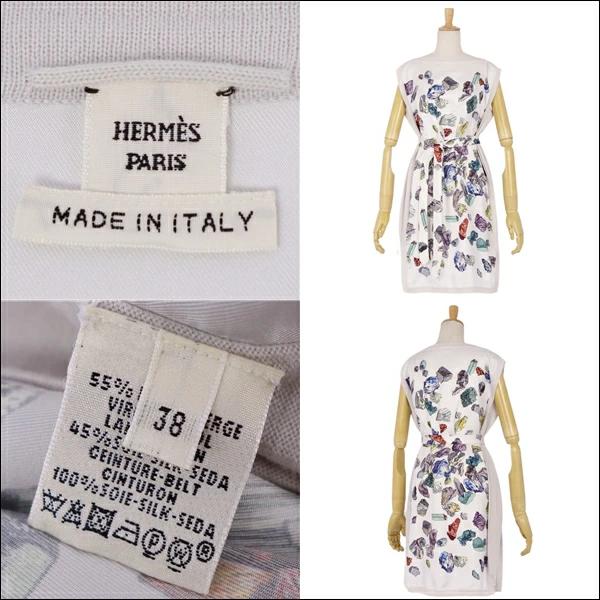 HERMÈS
PARIS
MADE IN ITALY
55%
38
VIR ERGE
LA
45% SOIE-SILK-SEDA
CEINTURE-BELT
CINTURON
100% SOIE-SILK-SEDA
P W